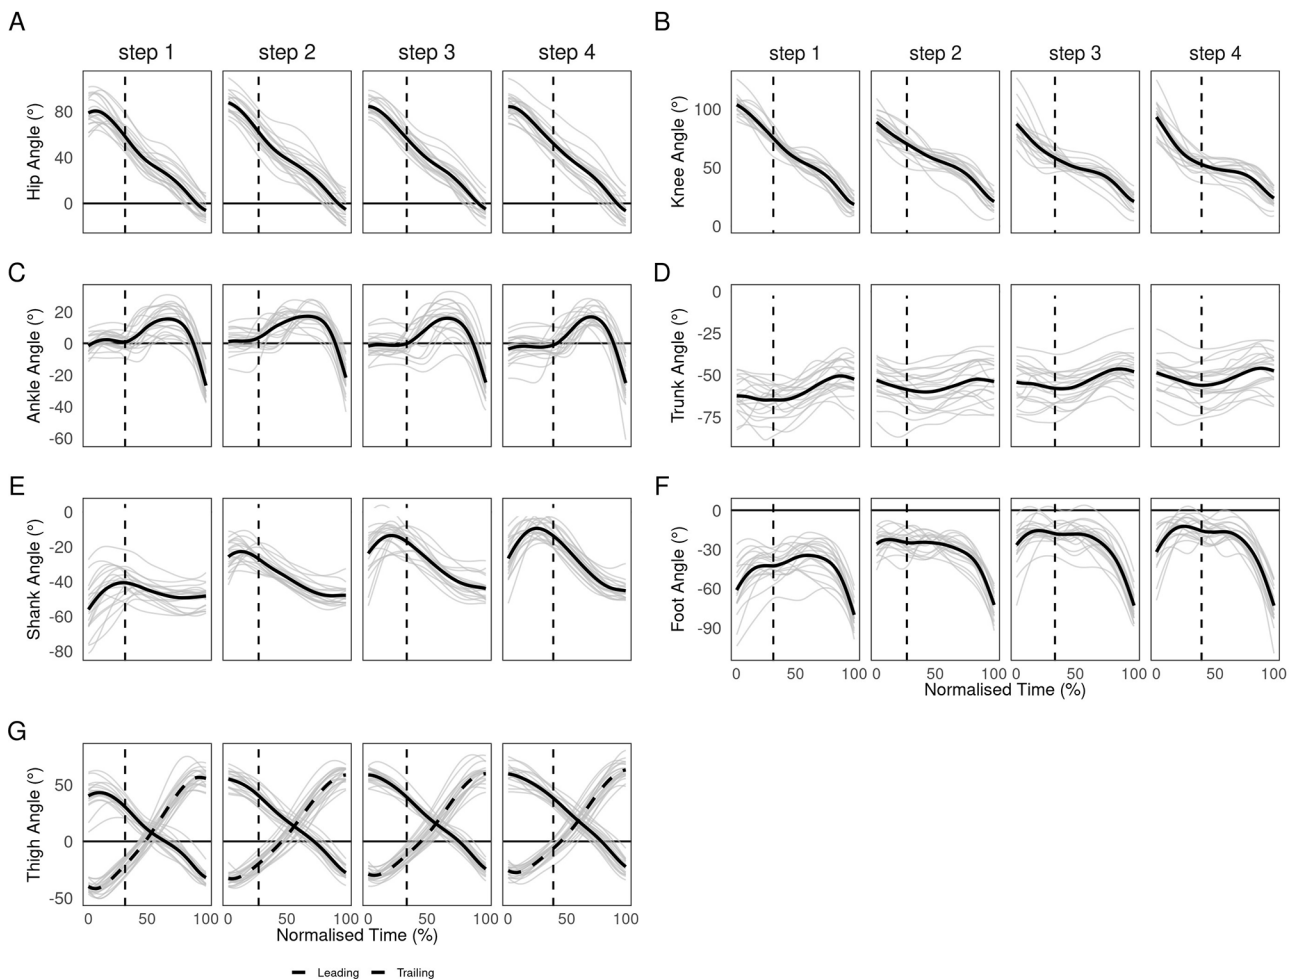 A
B
step 1 step 2 step 3 step 4
step 1 step 2 step 3 step 4
Hip Angle (°)
80
40
0
Knee Angle (°)
100
50
0
C
D
Ankle Angle (°)
20
0
-20
-40
-60
Trunk Angle (°)
0
-25
-50
-75
E
F
Shank Angle (°)
0
-20
-40
-60
-80
Foot Angle (°)
0
-30
-60
-90
0 50 100 0 50 100 0 50 100 0 50 100
Normalised Time (%)
G
Thigh Angle (°)
50
0
-50
0 50 100 0 50 100 0 50 100 0 50 100
Normalised Time (%)
Leading Trailing